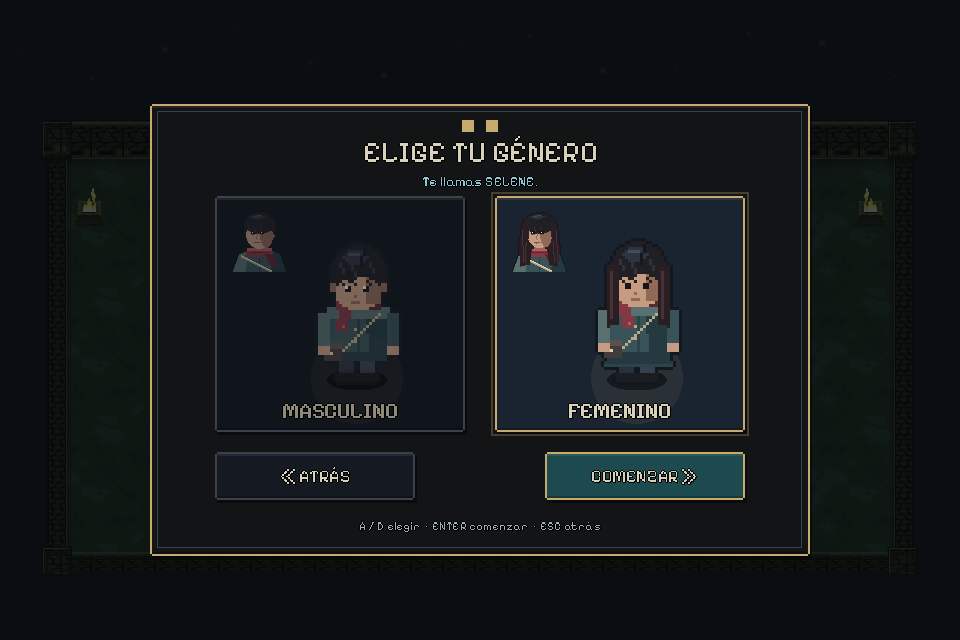 ELIGE TU GÉNERO
Te llamas SELENE.
MASCULINO
FEMENINO
« ATRÁS
COMENZAR »
A / D elegir · ENTER comenzar · ESC atrás